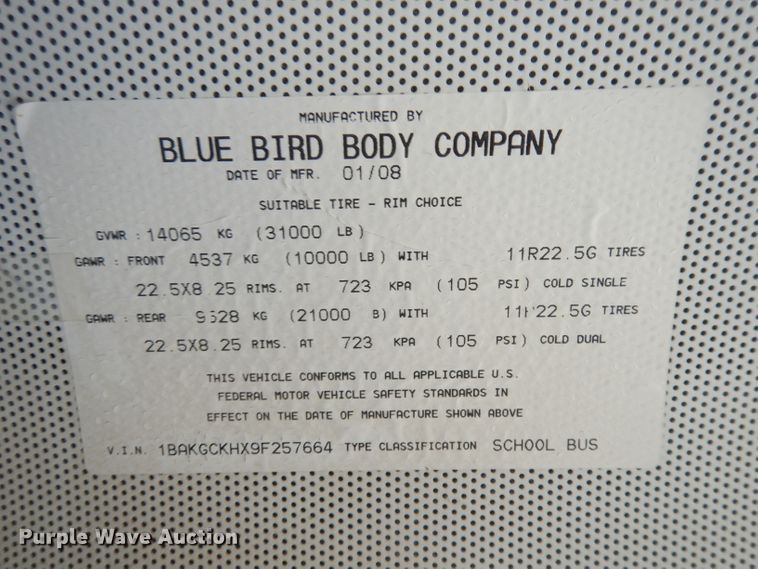 MANUFACTURED BY
BLUE BIRD BODY COMPANY
DATE OF MFR. 01/08
SUITABLE TIRE - RIM CHOICE
GVWR : 14065 KG (31000 LB)
GAWR : FRONT 4537 KG (10000 LB) WITH 11R22.5G TIRES
22.5X8.25 RIMS. AT 723 KPA (105 PSI) COLD SINGLE
GAWR : REAR 9528 KG (21000 B) WITH 22.5G TIRES
22.5X8.25 RIMS. AT 723 KPA (105 PSI) COLD DUAL
THIS VEHICLE CONFORMS TO ALL APPLICABLE U.S.
FEDERAL MOTOR VEHICLE SAFETY STANDARDS IN
EFFECT ON THE DATE OF MANUFACTURE SHOWN ABOVE
V.I.N. 1BAKGCKHX9F257664 TYPE CLASSIFICATION SCHOOL BUS
Purple Wave Auction